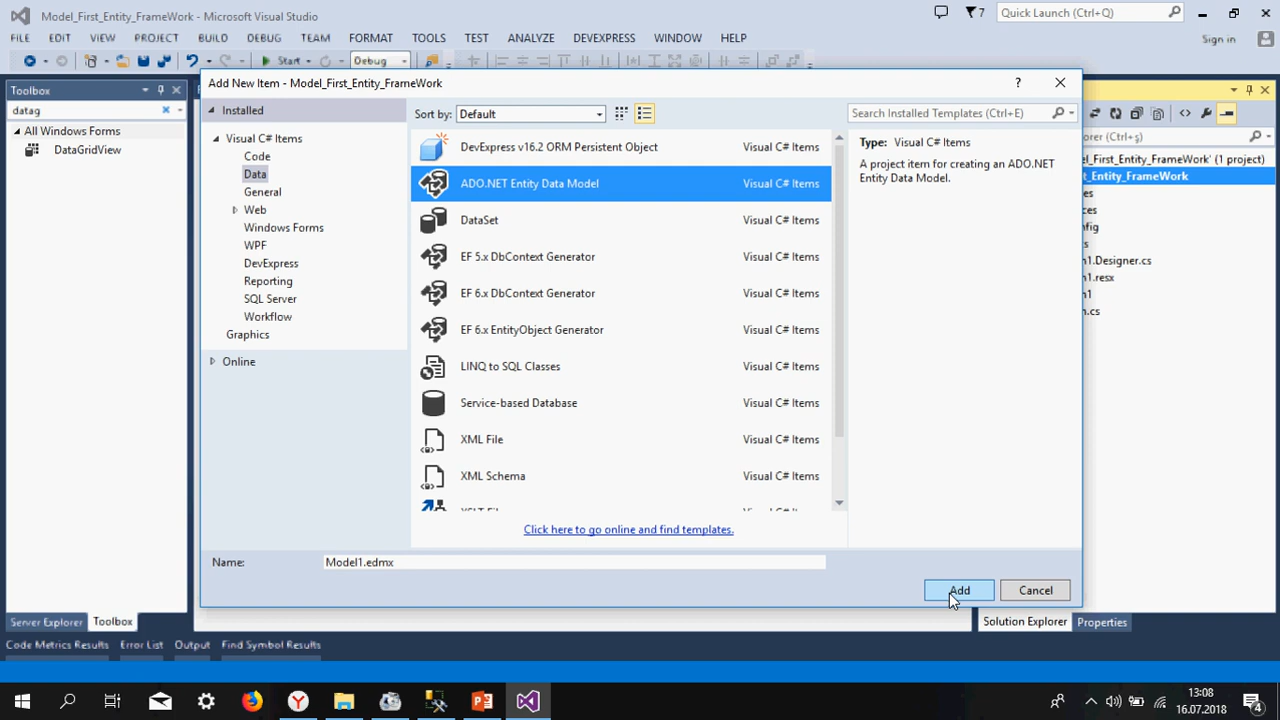 Model_First_Entity_FrameWork - Microsoft Visual Studio
7
Quick Launch (Ctrl+Q)
FILE EDIT VIEW PROJECT BUILD DEBUG TEAM FORMAT TOOLS TEST ANALYZE DEVEXPRESS WINDOW HELP
Sign in
Start
Debug
Toolbox
datag
All Windows Forms
DataGridView
Add New Item - Model_First_Entity_FrameWork
?
Installed
Sort by: Default
Search Installed Templates (Ctrl+E)
Visual C# Items
Code
Data
General
Web
Windows Forms
WPF
DevExpress
Reporting
SQL Server
Workflow
Graphics
Online
DevExpress v16.2 ORM Persistent Object Visual C# Items
ADO.NET Entity Data Model Visual C# Items
DataSet Visual C# Items
EF 5.x DbContext Generator Visual C# Items
EF 6.x DbContext Generator Visual C# Items
EF 6.x EntityObject Generator Visual C# Items
LINQ to SQL Classes Visual C# Items
Service-based Database Visual C# Items
XML File Visual C# Items
XML Schema Visual C# Items
Click here to go online and find templates.
Type: Visual C# Items
A project item for creating an ADO.NET
Entity Data Model.
Name: Model1.edmx
Add Cancel
orer (Ctrl+ş)
l_First_Entity_FrameWork' (1 project)
t_Entity_FrameWork
es
ces
fig
s
n1.Designer.cs
n1.resx
n1
n.cs
Server Explorer Toolbox
Solution Explorer Properties
Code Metrics Results Error List Output Find Symbol Results
13:08
16.07.2018
4